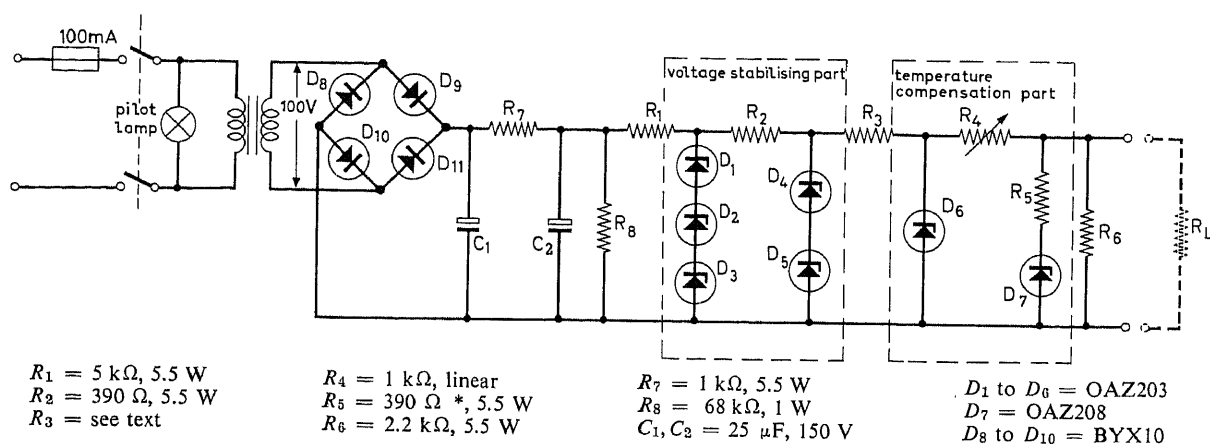 100mA
pilot
lamp
100V
D8
D9
D10
D11
R7
C1
C2
R8
R1
voltage stabilising part
R2
D1
D2
D3
D4
D5
R3
temperature
compensation part
R4
D6
R5
D7
R6
RL
R1 = 5 kΩ, 5.5 W
R2 = 390 Ω, 5.5 W
R3 = see text
R4 = 1 kΩ, linear
R5 = 390 Ω *, 5.5 W
R6 = 2.2 kΩ, 5.5 W
R7 = 1 kΩ, 5.5 W
R8 = 68 kΩ, 1 W
C1, C2 = 25 μF, 150 V
D1 to D6 = OAZ203
D7 = OAZ208
D8 to D10 = BYX10